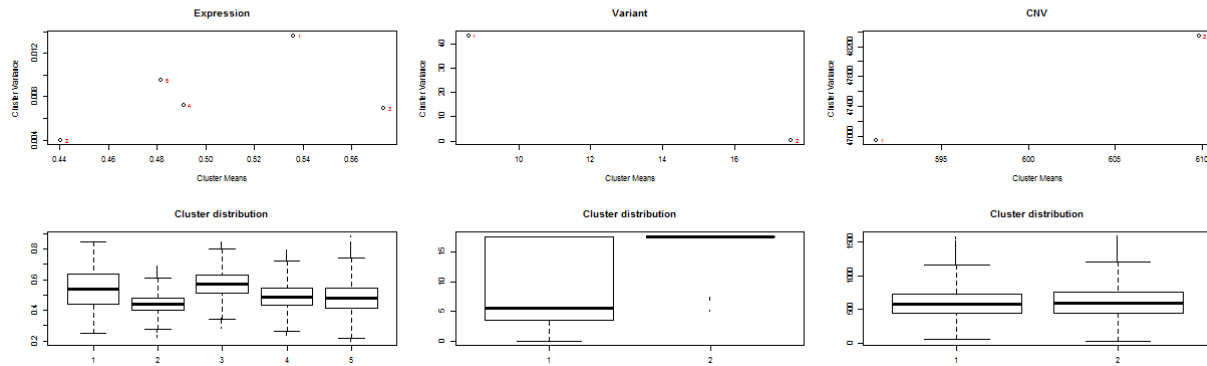 Expression
Cluster Variance
0.012
0.008
0.004
1
5
4
3
2
0.44 0.46 0.48 0.50 0.52 0.54 0.56
Cluster Means
Variant
Cluster Variance
40
30
20
10
0
1
2
10 12 14 16
Cluster Means
CNV
Cluster Variance
48200
47800
47400
47000
2
1
595 600 605 610
Cluster Means
Cluster distribution
0.8
0.6
0.4
0.2
1 2 3 4 5
Cluster distribution
15
10
5
0
1 2
Cluster distribution
1500
1000
500
0
1 2